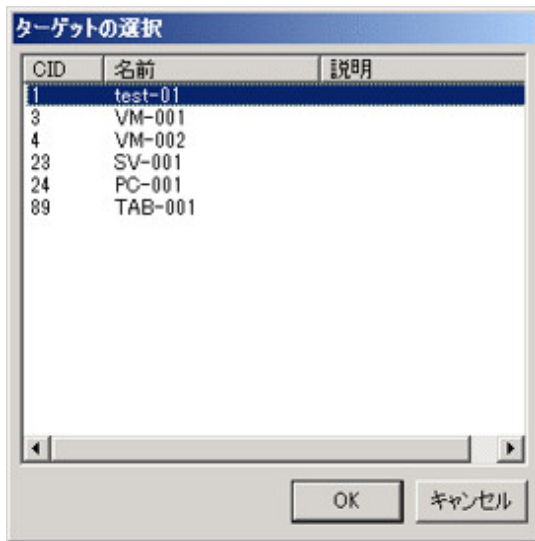 ターゲットの選択
CID 名前 説明
1 test-01
3 VM-001
4 VM-002
23 SV-001
24 PC-001
89 TAB-001
OK キャンセル